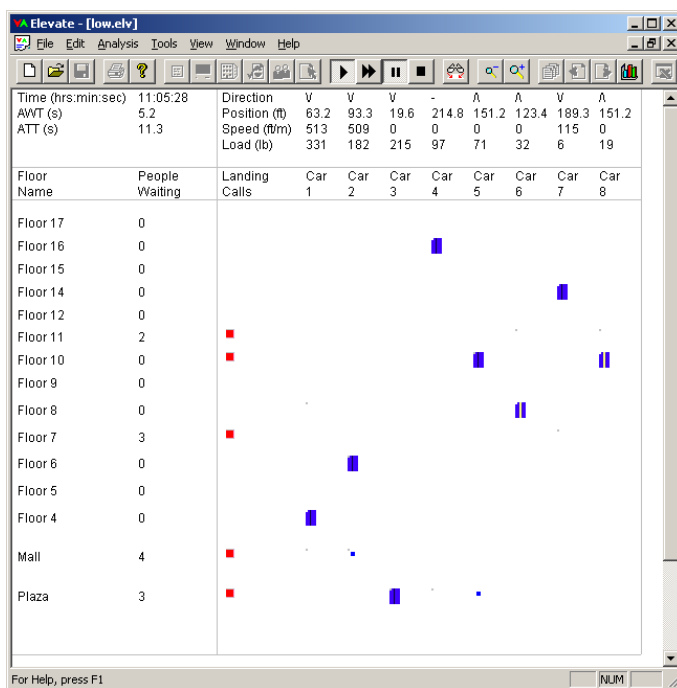 Elevate - [low.elv]
File Edit Analysis Tools View Window Help
Time (hrs:min:sec) 11:05:28 Direction V V V - Λ Λ V Λ
AWT (s) 5.2 Position (ft) 63.2 93.3 19.6 214.8 151.2 123.4 189.3 151.2
ATT (s) 11.3 Speed (ft/m) 513 509 0 0 0 0 115 0
Load (lb) 331 182 215 97 71 32 6 19
Floor People Landing Car Car Car Car Car Car Car Car
Name Waiting Calls 1 2 3 4 5 6 7 8
Floor 17 0
Floor 16 0
Floor 15 0
Floor 14 0
Floor 12 0
Floor 11 2
Floor 10 0
Floor 9 0
Floor 8 0
Floor 7 3
Floor 6 0
Floor 5 0
Floor 4 0
Mall 4
Plaza 3
For Help, press F1 NUM